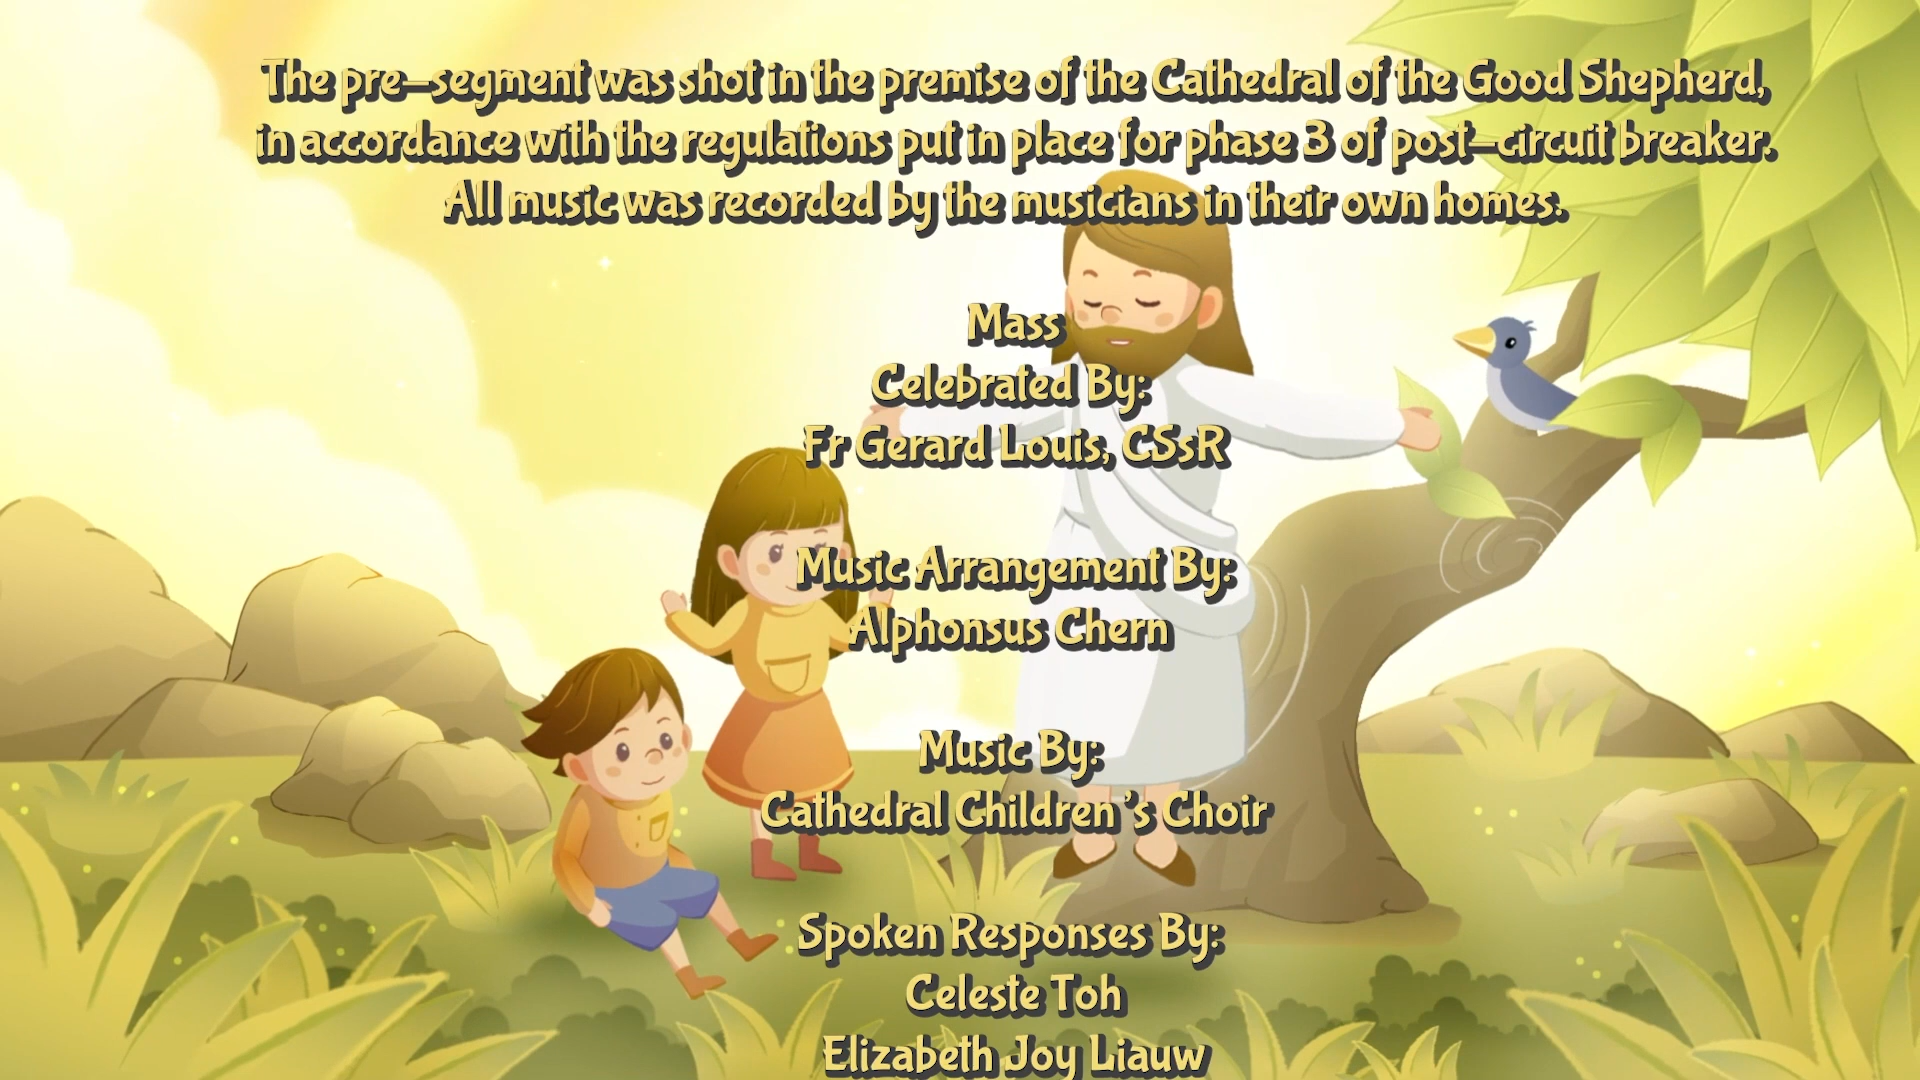 The pre-segment was shot in the premise of the Cathedral of the Good Shepherd,
in accordance with the regulations put in place for phase 3 of post-circuit breaker.
All music was recorded by the musicians in their own homes.
Mass
Celebrated By:
Fr Gerard Louis, CSsR
Music Arrangement By:
Alphonsus Chern
Music By:
Cathedral Children's Choir
Spoken Responses By:
Celeste Toh
Elizabeth Joy Liauw